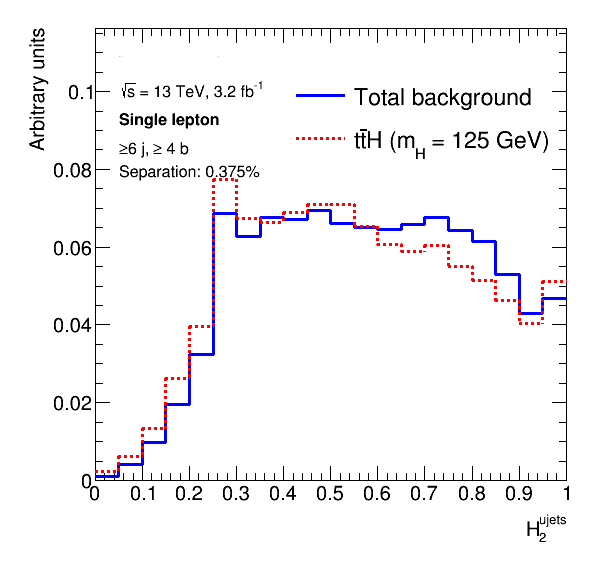 Arbitrary units
√s = 13 TeV, 3.2 fb⁻¹
Single lepton
≥6 j, ≥ 4 b
Separation: 0.375%
Total background
tt̄H (m_H = 125 GeV)
0.1
0.08
0.06
0.04
0.02
0
0 0.1 0.2 0.3 0.4 0.5 0.6 0.7 0.8 0.9 1
H₂^ujets